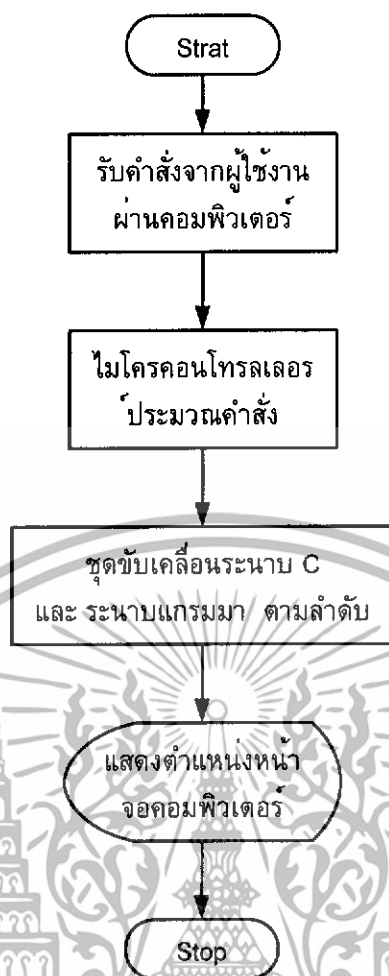 Strat
รับคำสั่งจากผู้ใช้งาน
ผ่านคอมพิวเตอร์
ไมโครคอนโทรลเลอร
์ประมวณคำสั่ง
ชุดขับเคลื่อนระนาบ C
และ ระนาบแกรมมา ตามลำดับ
แสดงตำแหน่งหน้า
จอคอมพิวเตอร์
Stop